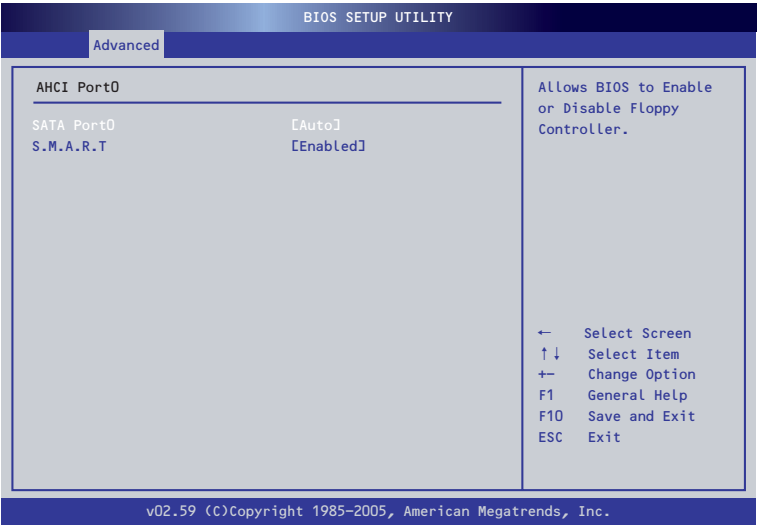 BIOS SETUP UTILITY
Advanced
AHCI Port0
SATA Port0 [Auto]
S.M.A.R.T [Enabled]
Allows BIOS to Enable
or Disable Floppy
Controller.
← Select Screen
↑↓ Select Item
+- Change Option
F1 General Help
F10 Save and Exit
ESC Exit
v02.59 (C)Copyright 1985-2005, American Megatrends, Inc.